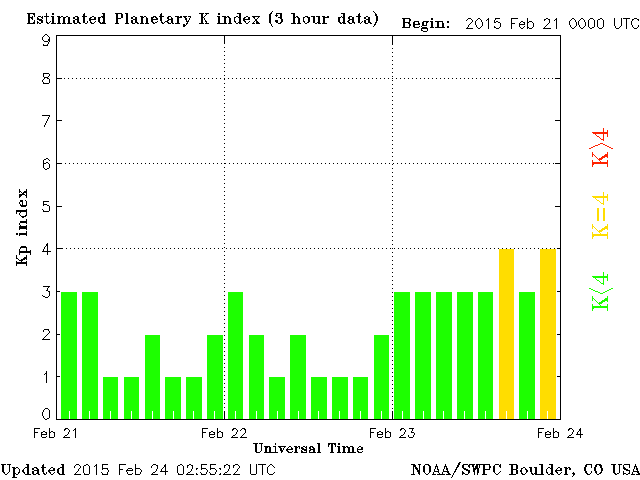 Estimated Planetary K index (3 hour data)
Begin: 2015 Feb 21 0000 UTC
9
8
7
6
5
4
3
2
1
0
Kp index
K>4
K=4
K<4
Feb 21
Feb 22
Feb 23
Feb 24
Universal Time
Updated 2015 Feb 24 02:55:22 UTC
NOAA/SWPC Boulder, CO USA